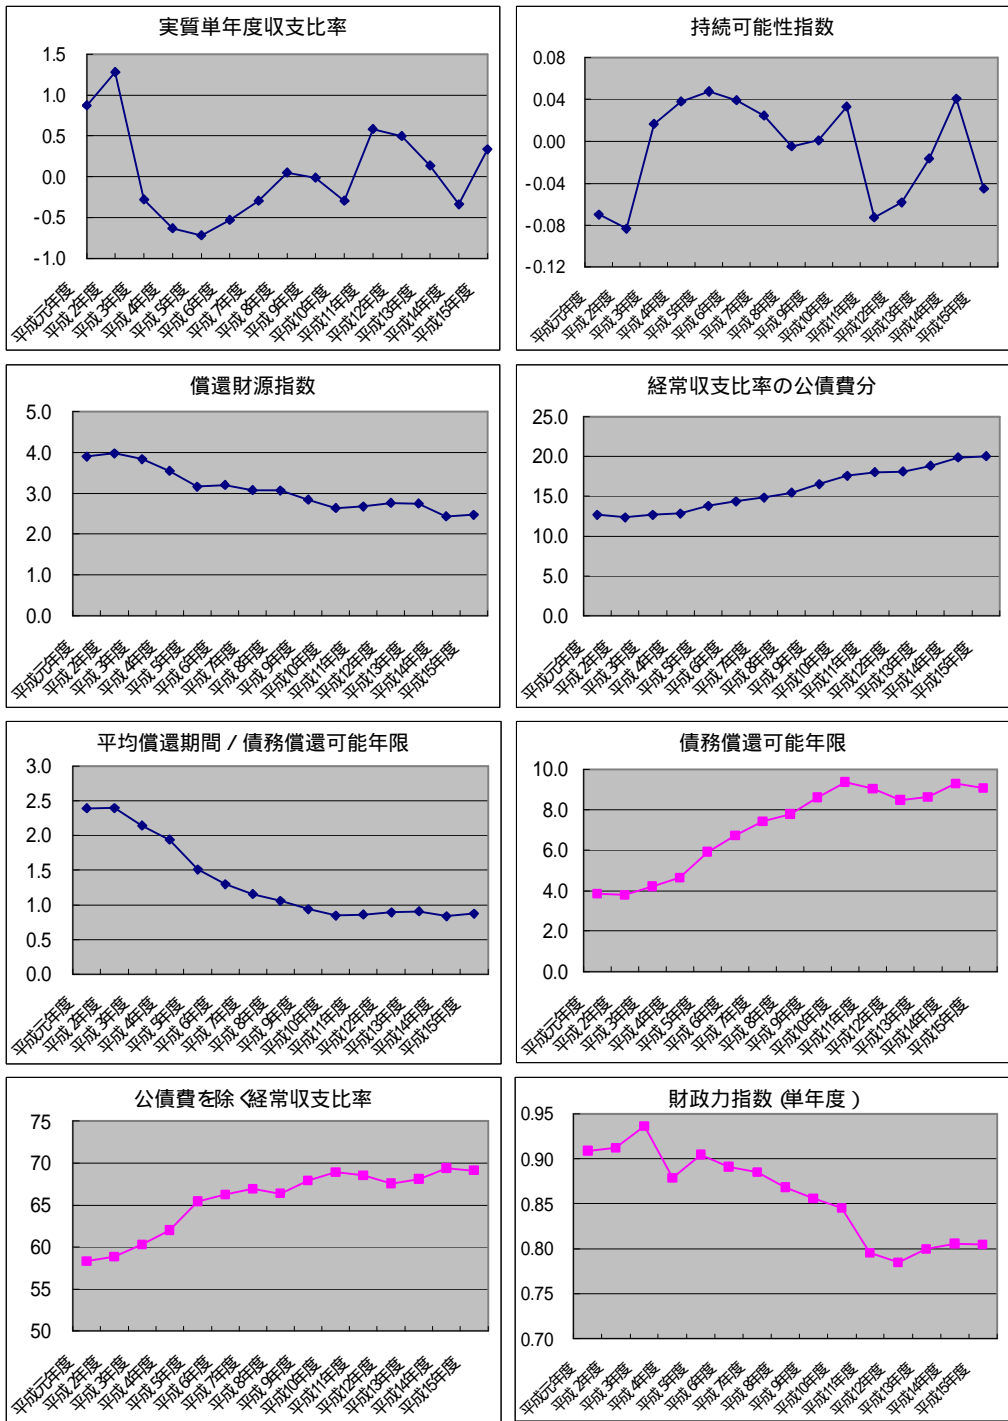 実質単年度収支比率
1.5
1.0
0.5
0.0
-0.5
-1.0
平成元年度
平成2年度
平成3年度
平成4年度
平成5年度
平成6年度
平成7年度
平成8年度
平成9年度
平成10年度
平成11年度
平成12年度
平成13年度
平成14年度
平成15年度
持続可能性指数
0.08
0.04
0.00
-0.04
-0.08
-0.12
平成元年度
平成2年度
平成3年度
平成4年度
平成5年度
平成6年度
平成7年度
平成8年度
平成9年度
平成10年度
平成11年度
平成12年度
平成13年度
平成14年度
平成15年度
償還財源指数
5.0
4.0
3.0
2.0
1.0
0.0
平成元年度
平成2年度
平成3年度
平成4年度
平成5年度
平成6年度
平成7年度
平成8年度
平成9年度
平成10年度
平成11年度
平成12年度
平成13年度
平成14年度
平成15年度
経常収支比率の公債費分
25.0
20.0
15.0
10.0
5.0
0.0
平成元年度
平成2年度
平成3年度
平成4年度
平成5年度
平成6年度
平成7年度
平成8年度
平成9年度
平成10年度
平成11年度
平成12年度
平成13年度
平成14年度
平成15年度
平均償還期間/債務償還可能年限
3.0
2.5
2.0
1.5
1.0
0.5
0.0
平成元年度
平成2年度
平成3年度
平成4年度
平成5年度
平成6年度
平成7年度
平成8年度
平成9年度
平成10年度
平成11年度
平成12年度
平成13年度
平成14年度
平成15年度
債務償還可能年限
10.0
8.0
6.0
4.0
2.0
0.0
平成元年度
平成2年度
平成3年度
平成4年度
平成5年度
平成6年度
平成7年度
平成8年度
平成9年度
平成10年度
平成11年度
平成12年度
平成13年度
平成14年度
平成15年度
公債費を除く経常収支比率
75
70
65
60
55
50
平成元年度
平成2年度
平成3年度
平成4年度
平成5年度
平成6年度
平成7年度
平成8年度
平成9年度
平成10年度
平成11年度
平成12年度
平成13年度
平成14年度
平成15年度
財政力指数(単年度)
0.95
0.90
0.85
0.80
0.75
0.70
平成元年度
平成2年度
平成3年度
平成4年度
平成5年度
平成6年度
平成7年度
平成8年度
平成9年度
平成10年度
平成11年度
平成12年度
平成13年度
平成14年度
平成15年度